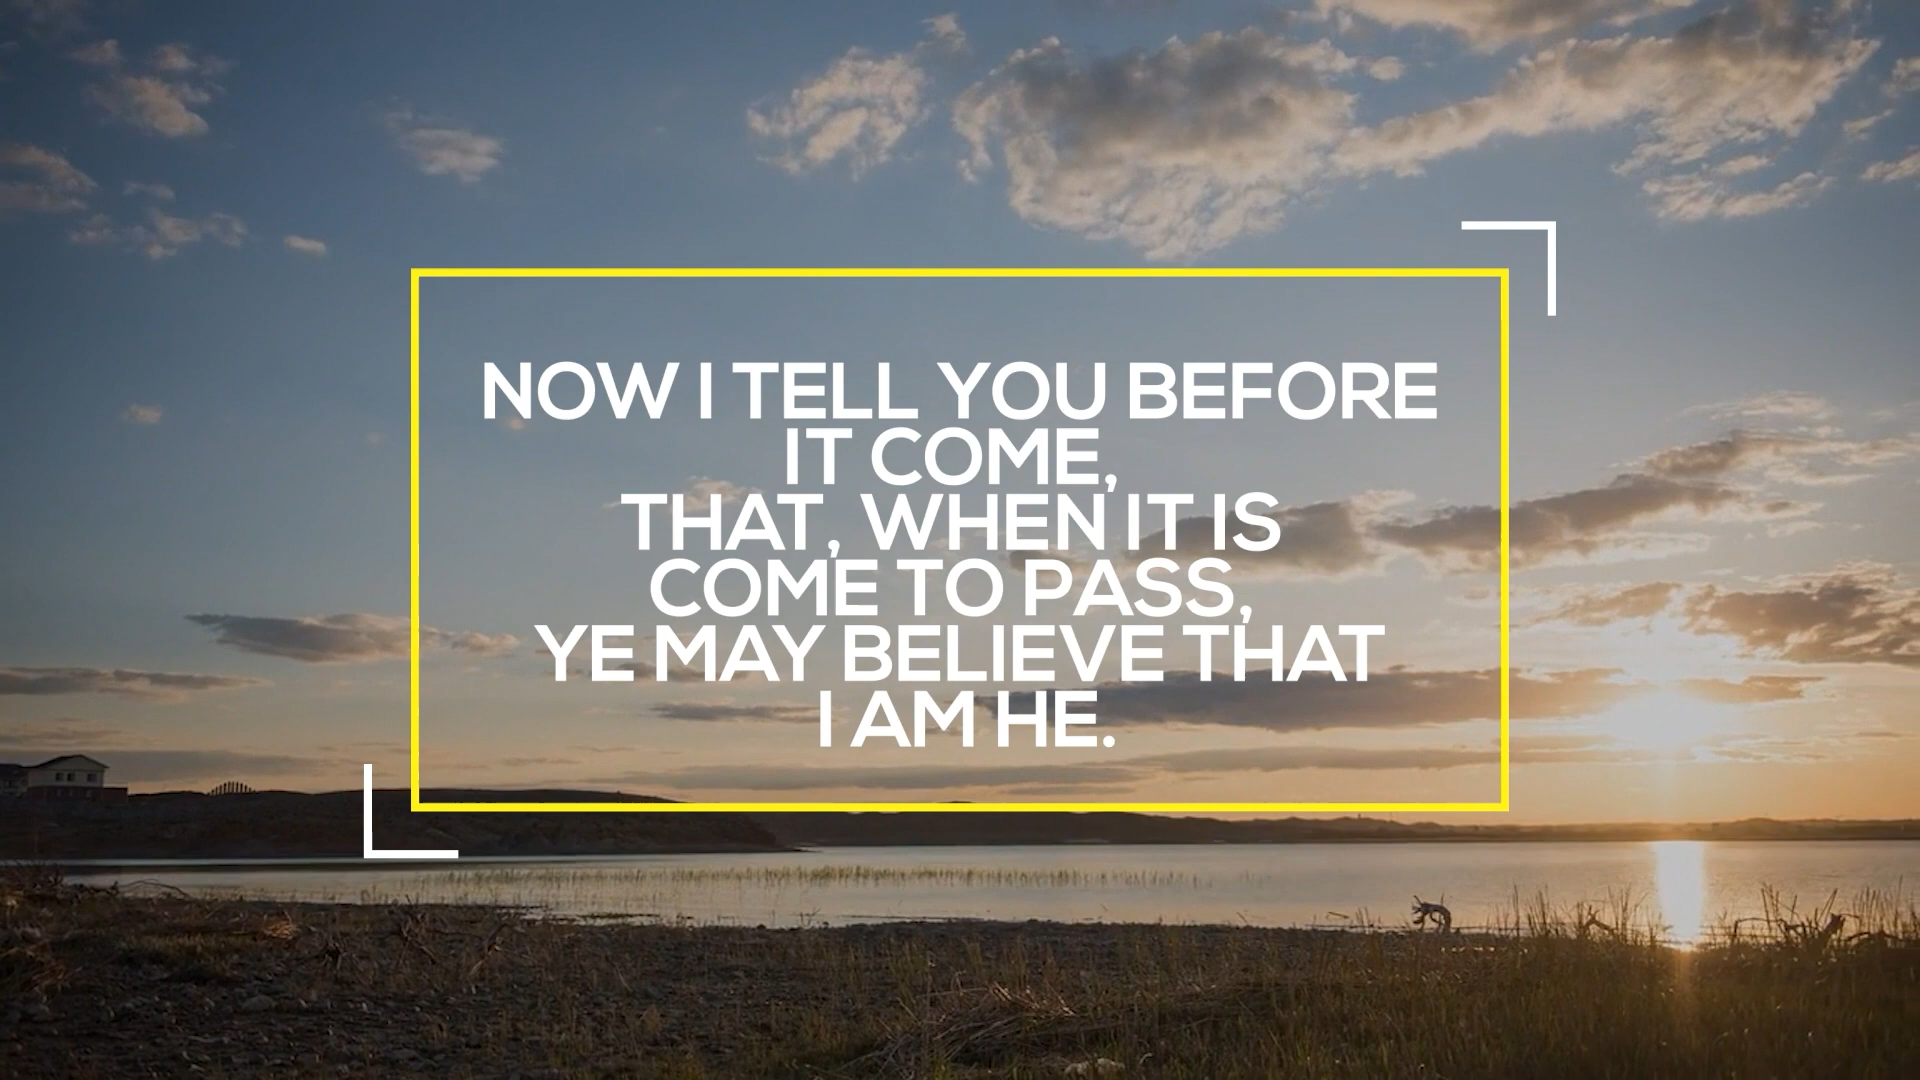 NOW I TELL YOU BEFORE
IT COME,
THAT, WHEN IT IS
COME TO PASS,
YE MAY BELIEVE THAT
I AM HE.